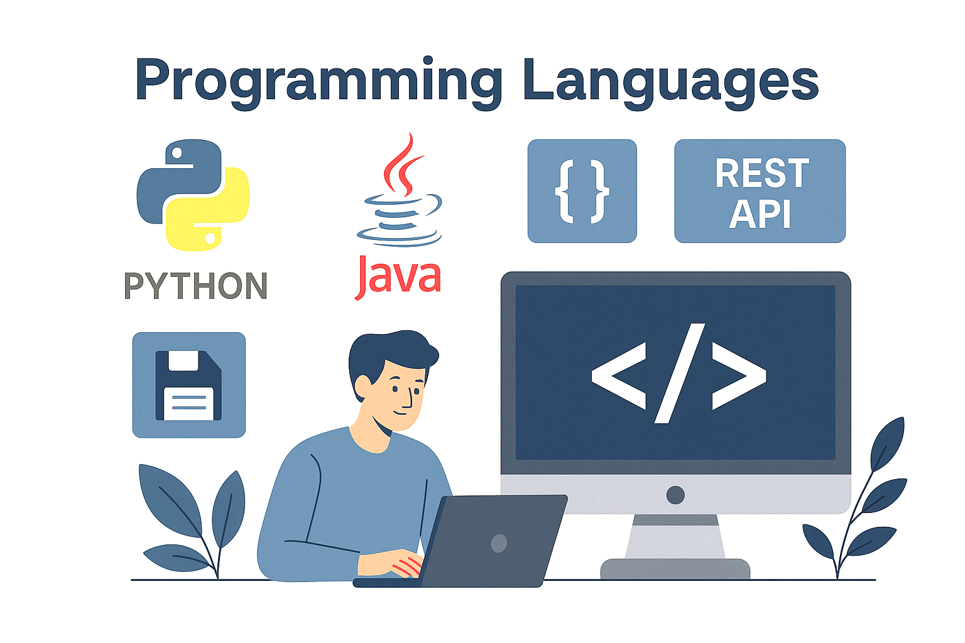 Programming Languages
PYTHON
Java
{ }
REST
API
</>